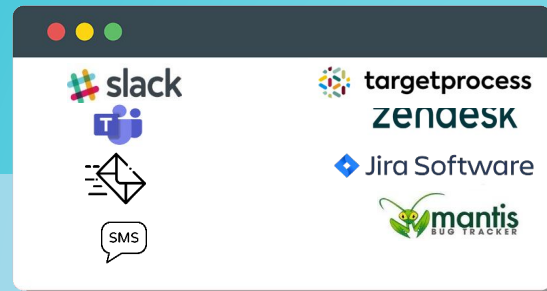 slack
targetprocess
T
zendesk
Jira Software
SMS
mantis
BUG TRACKER